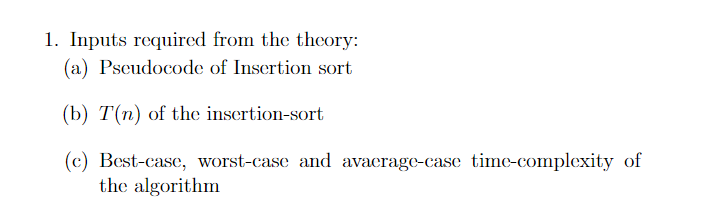 1. Inputs required from the theory:
(a) Pseudocode of Insertion sort
(b) T(n) of the insertion-sort
(c) Best-case, worst-case and avaerage-case time-complexity of
the algorithm